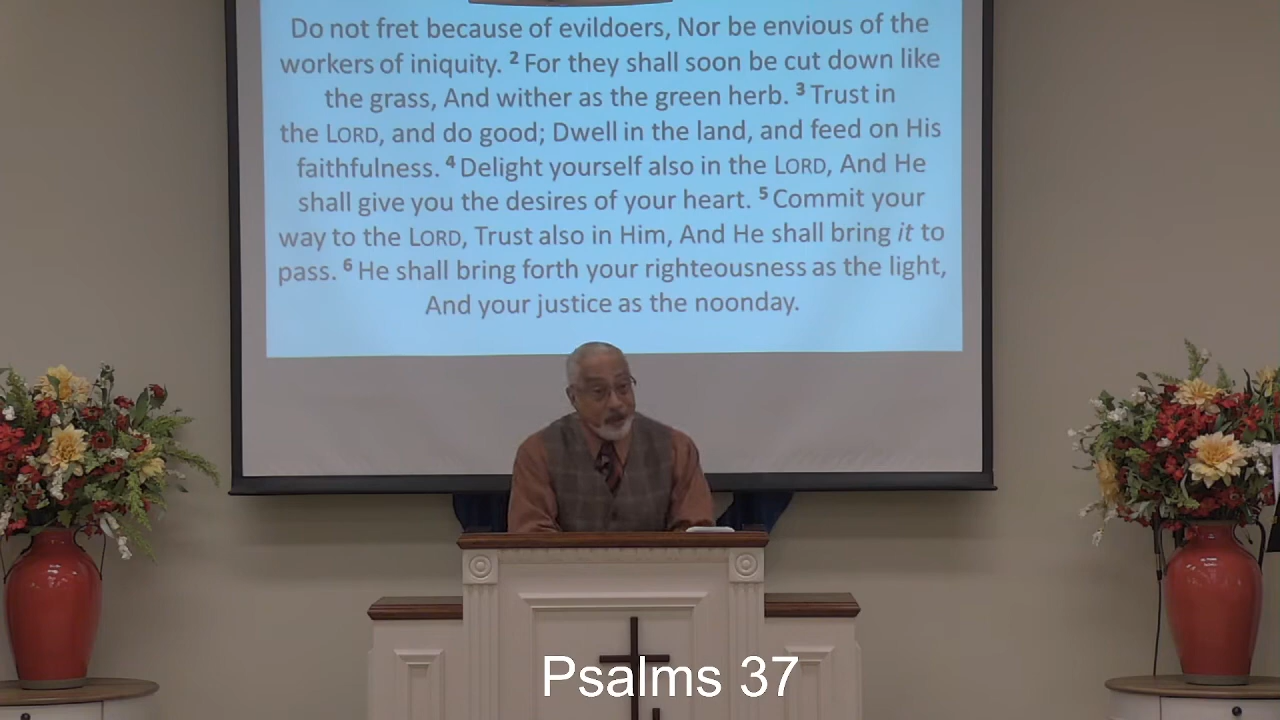 Do not fret because of evildoers, Nor be envious of the
workers of iniquity. ² For they shall soon be cut down like
the grass, And wither as the green herb. ³ Trust in
the LORD, and do good; Dwell in the land, and feed on His
faithfulness. ⁴ Delight yourself also in the LORD, And He
shall give you the desires of your heart. ⁵ Commit your
way to the LORD, Trust also in Him, And He shall bring it to
pass. ⁶ He shall bring forth your righteousness as the light,
And your justice as the noonday.
Psalms 37